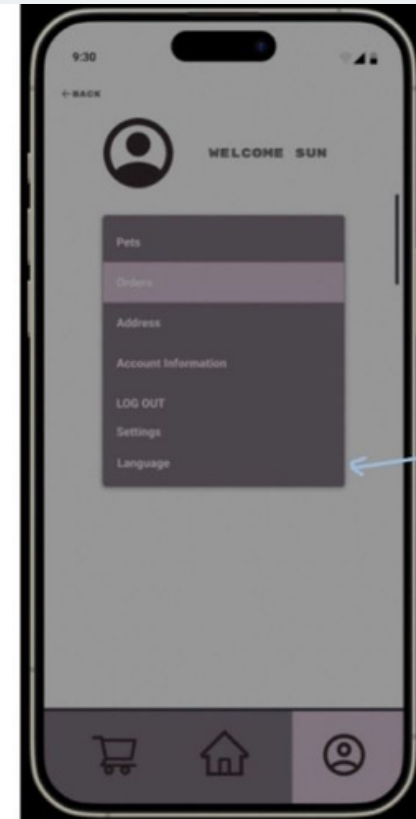 9:30
←BACK
WELCOME SUN
Pets
Orders
Address
Account Information
LOG OUT
Settings
Language